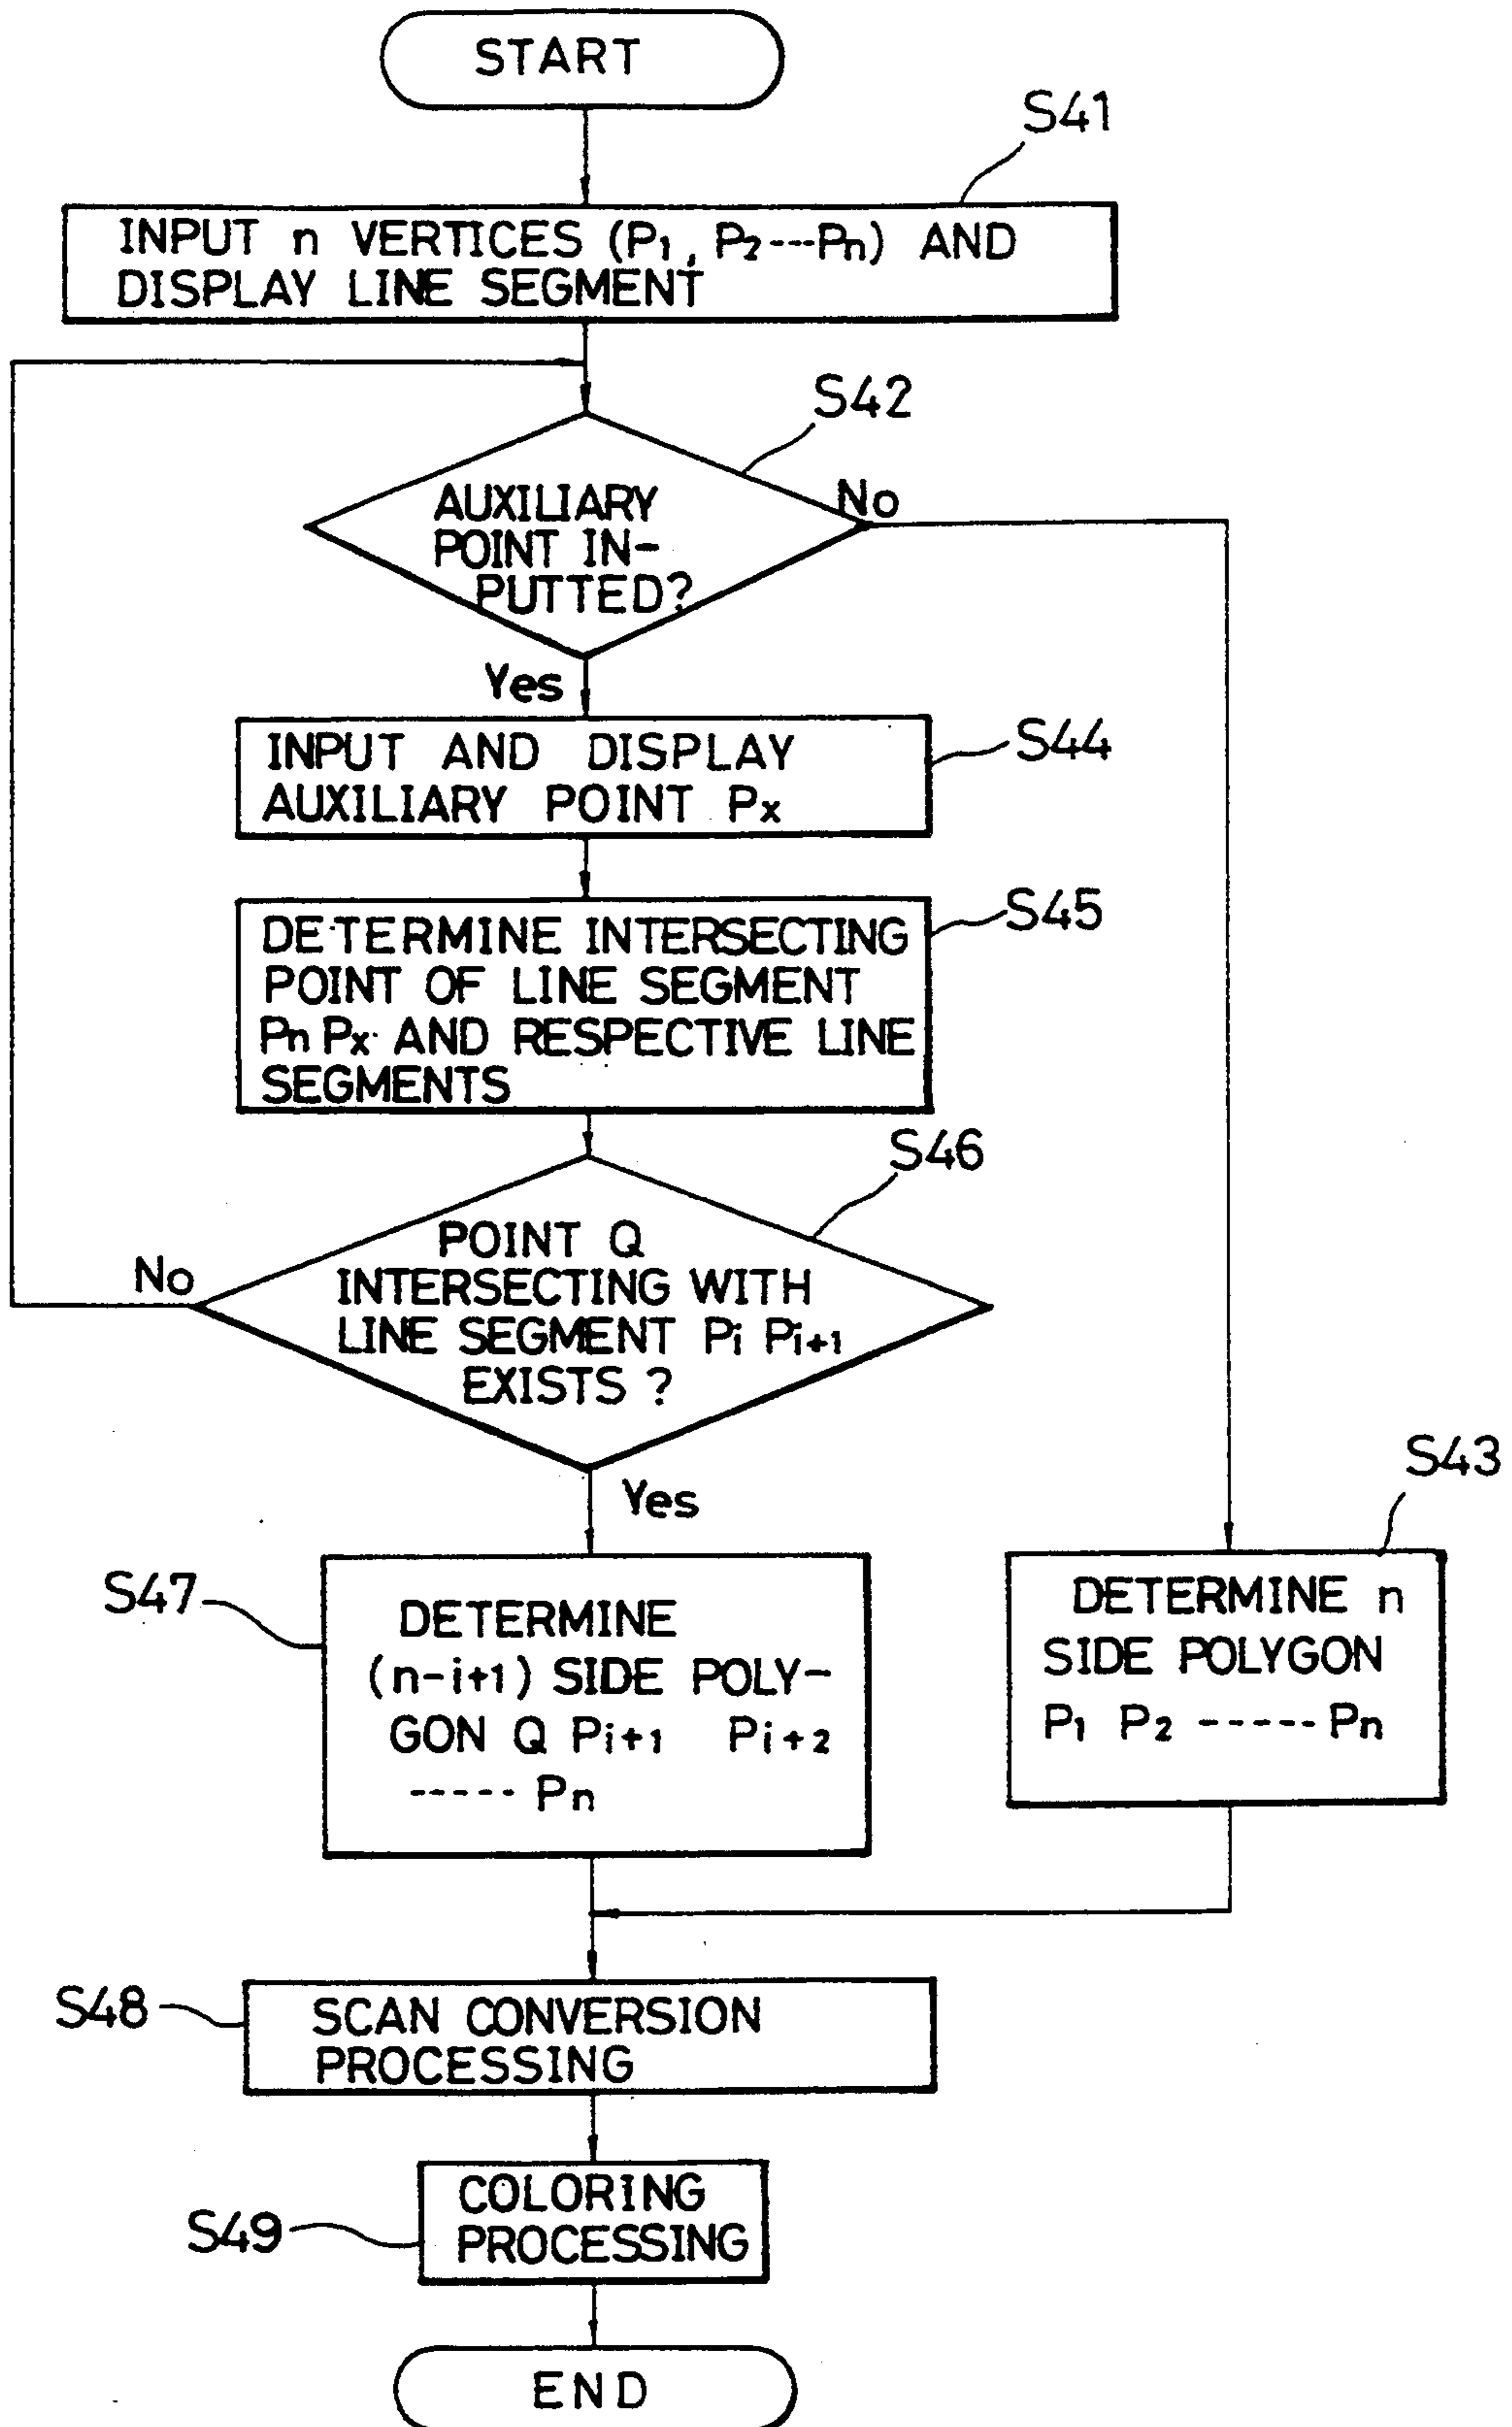 START
S41
INPUT n VERTICES (P1, P2---Pn) AND
DISPLAY LINE SEGMENT
S42
AUXILIARY
POINT IN-
PUTTED?
No
Yes
INPUT AND DISPLAY
AUXILIARY POINT Px
S44
DETERMINE INTERSECTING
POINT OF LINE SEGMENT
Pn Px AND RESPECTIVE LINE
SEGMENTS
S45
S46
POINT Q
INTERSECTING WITH
LINE SEGMENT Pi Pi+1
EXISTS ?
No
Yes
S47
DETERMINE
(n-i+1) SIDE POLY-
GON Q Pi+1 Pi+2
----- Pn
S43
DETERMINE n
SIDE POLYGON
P1 P2 ----- Pn
S48
SCAN CONVERSION
PROCESSING
S49
COLORING
PROCESSING
END